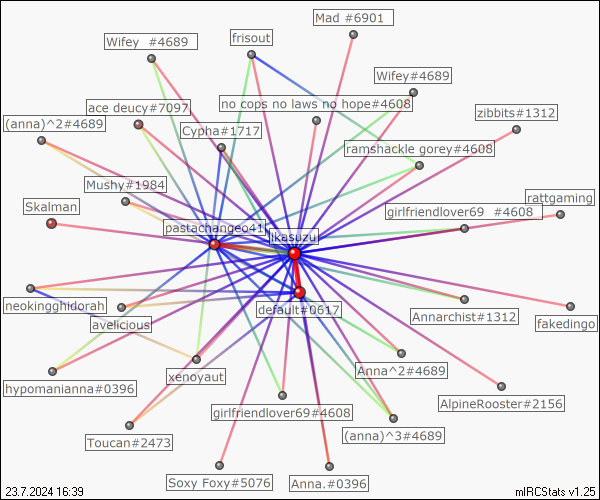 Mad #6901
Wifey  #4689
frisout
Wifey#4689
ace deucy#7097
no cops no laws no hope#4608
zibbits#1312
(anna)^2#4689
Cypha#1717
ramshackle gorey#4608
Mushy#1984
rattgaming
Skalman
girlfriendlover69  #4608
pastachangeo41
ikasuzu
neokingghidorah
default#0617
Annarchist#1312
avelicious
fakedingo
Anna^2#4689
xenoyaut
hypomanianna#0396
AlpineRooster#2156
girlfriendlover69#4608
(anna)^3#4689
Toucan#2473
Soxy Foxy#5076
Anna.#0396
23.7.2024 16:39
mIRCStats v1.25